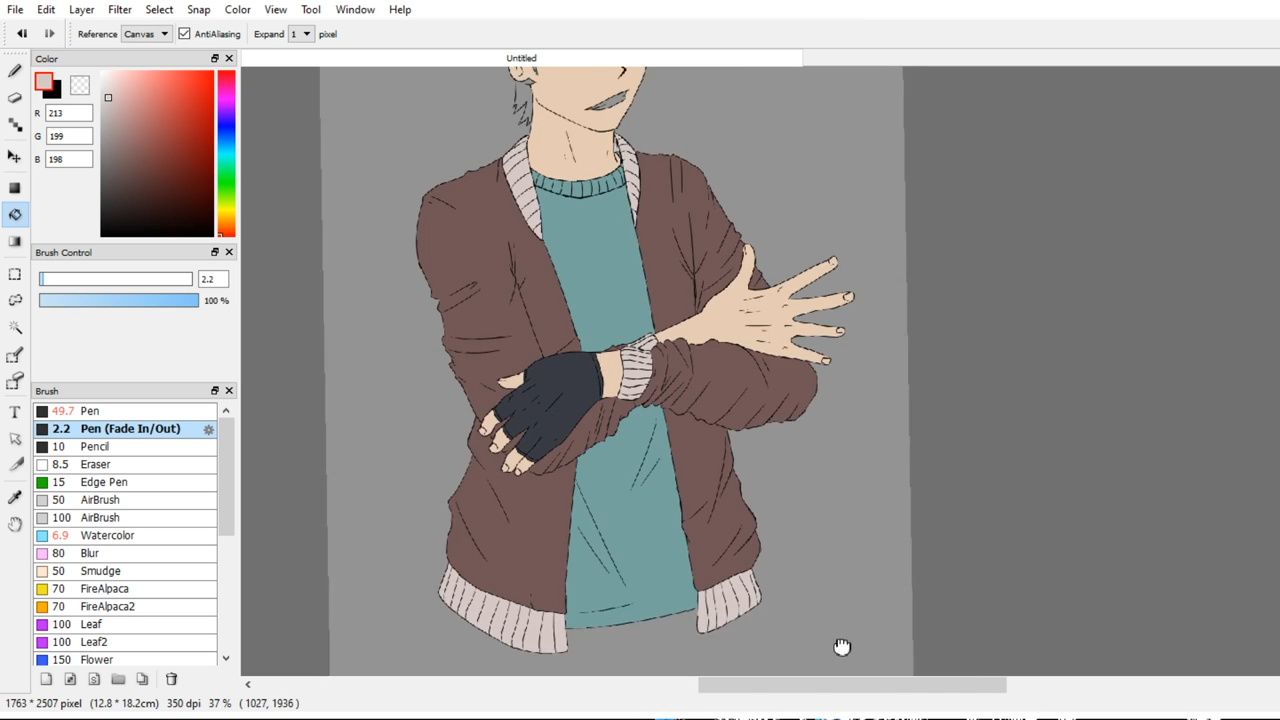 File Edit Layer Filter Select Snap Color View Tool Window Help
Reference Canvas AntiAliasing Expand 1 pixel
Color
Untitled
R 213
G 199
B 198
Brush Control
2.2
100 %
Brush
49.7 Pen
2.2 Pen (Fade In/Out)
10 Pencil
8.5 Eraser
15 Edge Pen
50 AirBrush
100 AirBrush
6.9 Watercolor
80 Blur
50 Smudge
70 FireAlpaca
70 FireAlpaca2
100 Leaf
100 Leaf2
150 Flower
1763 * 2507 pixel (12.8 * 18.2cm) 350 dpi 37 % ( 1027, 1936 )